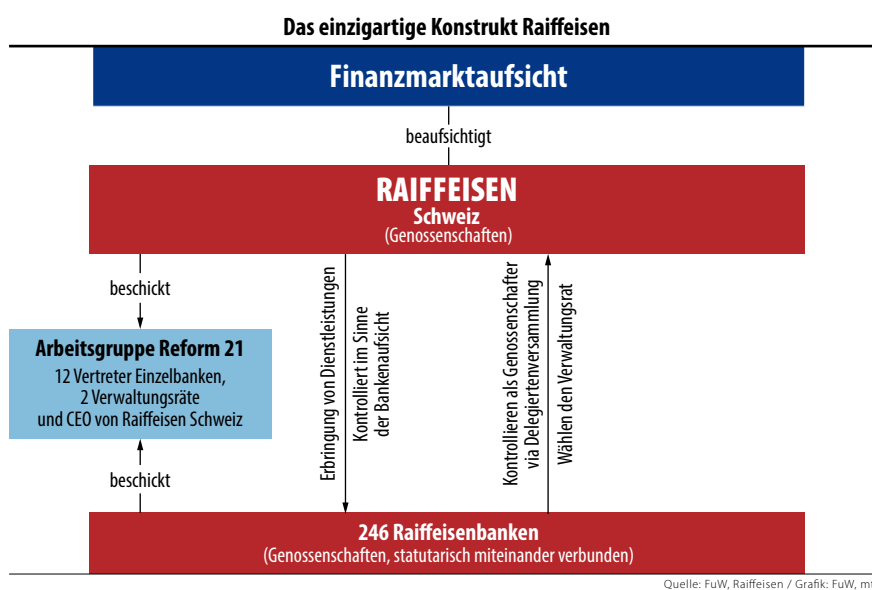 Das einzigartige Konstrukt Raiffeisen
Finanzmarktaufsicht
beaufsichtigt
RAIFFEISEN
Schweiz
(Genossenschaften)
beschickt
Arbeitsgruppe Reform 21
12 Vertreter Einzelbanken,
2 Verwaltungsräte
und CEO von Raiffeisen Schweiz
beschickt
Erbringung von Dienstleistungen
Kontrolliert im Sinne
der Bankenaufsicht
Kontrollieren als Genossenschafter
via Delegiertenversammlung
Wählen den Verwaltungsrat
246 Raiffeisenbanken
(Genossenschaften, statutarisch miteinander verbunden)
Quelle: FuW, Raiffeisen / Grafik: FuW,